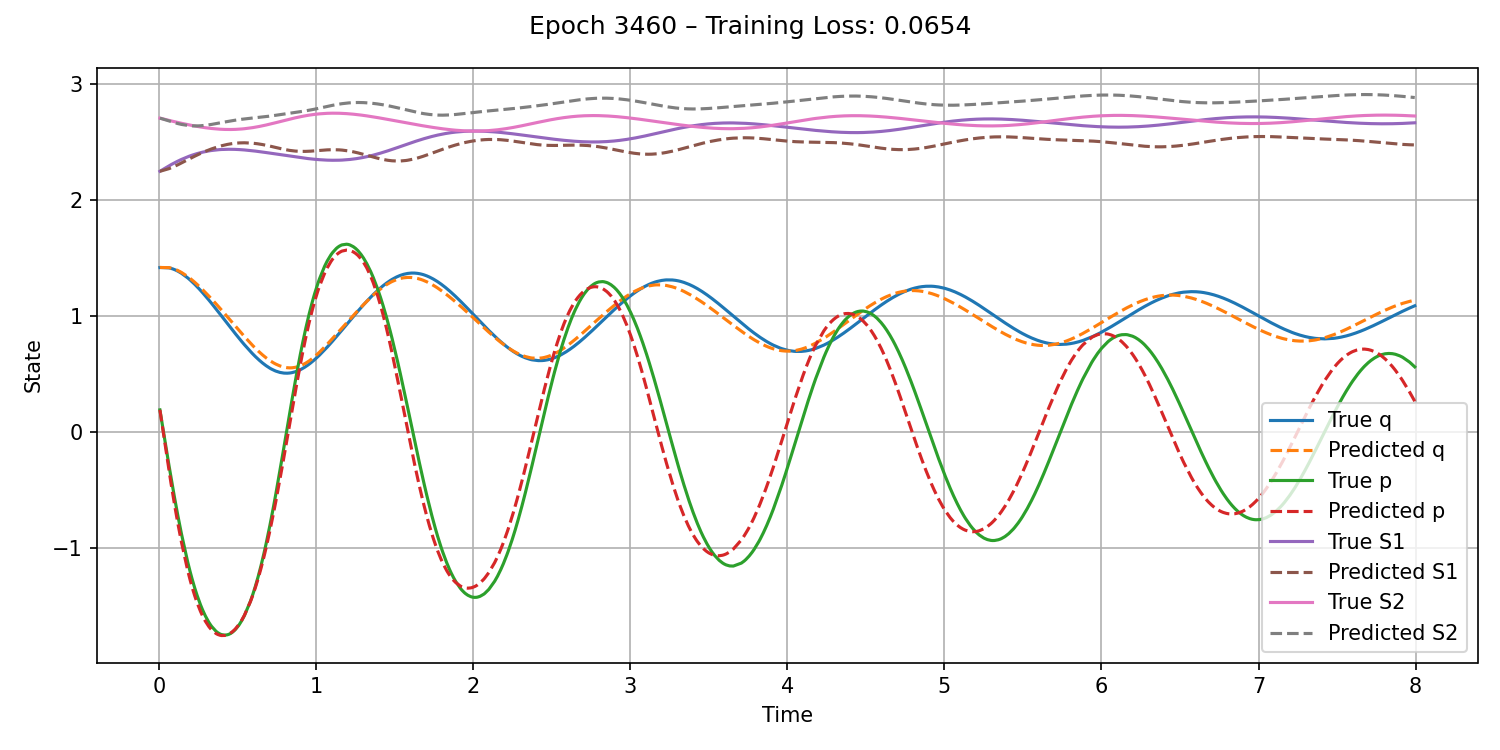 Epoch 3460 – Training Loss: 0.0654
3
2
1
0
−1
State
0 1 2 3 4 5 6 7 8
Time
True q
Predicted q
True p
Predicted p
True S1
Predicted S1
True S2
Predicted S2